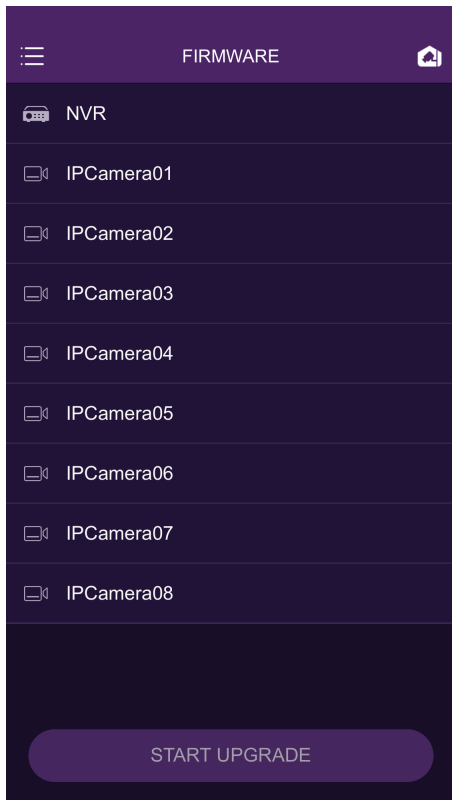 FIRMWARE
NVR
IPCamera01
IPCamera02
IPCamera03
IPCamera04
IPCamera05
IPCamera06
IPCamera07
IPCamera08
START UPGRADE